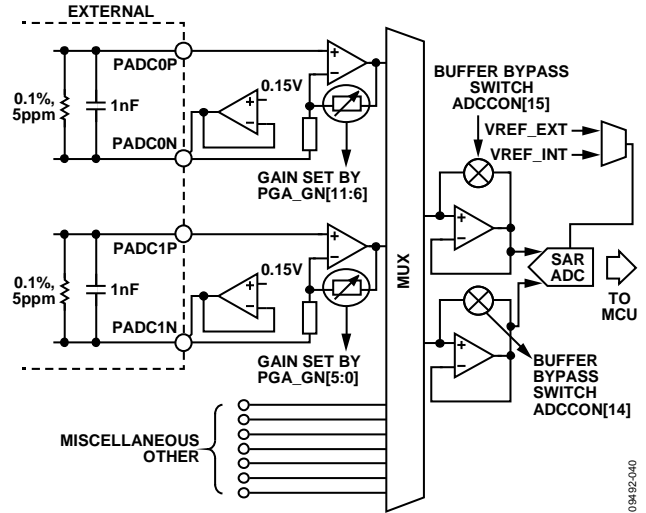 EXTERNAL
PADC0P
0.1%,
5ppm
1nF
PADC0N
0.15V
+
−
+
−
GAIN SET BY
PGA_GN[11:6]
PADC1P
0.1%,
5ppm
1nF
PADC1N
0.15V
+
−
+
−
GAIN SET BY
PGA_GN[5:0]
MISCELLANEOUS
OTHER
MUX
BUFFER BYPASS
SWITCH
ADCCON[15]
VREF_EXT
VREF_INT
+
−
SAR
ADC
TO
MCU
+
−
BUFFER
BYPASS
SWITCH
ADCCON[14]
09492-040